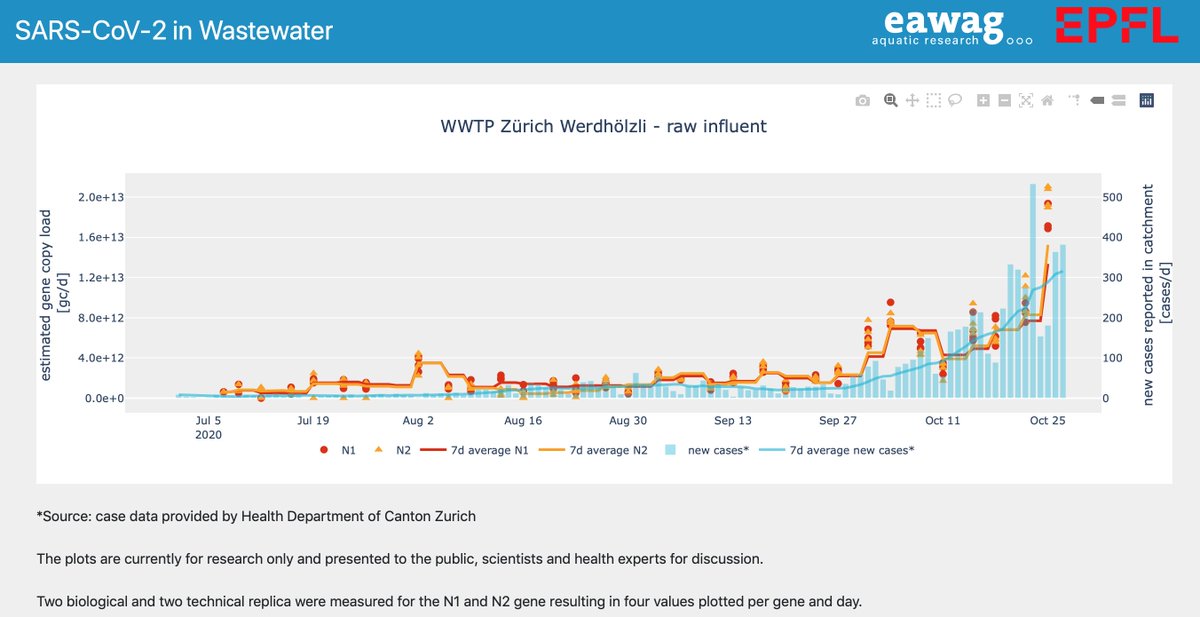 SARS-CoV-2 in Wastewater
eawag
aquatic research
EPFL
WWTP Zürich Werdhölzli - raw influent
estimated gene copy load
[gc/d]
2.0e+13
1.6e+13
1.2e+13
8.0e+12
4.0e+12
0.0e+0
500
400
300
200
100
0
new cases reported in catchment
[cases/d]
Jul 5
2020
Jul 19
Aug 2
Aug 16
Aug 30
Sep 13
Sep 27
Oct 11
Oct 25
N1 N2 7d average N1 7d average N2 new cases* 7d average new cases*
*Source: case data provided by Health Department of Canton Zurich
The plots are currently for research only and presented to the public, scientists and health experts for discussion.
Two biological and two technical replica were measured for the N1 and N2 gene resulting in four values plotted per gene and day.